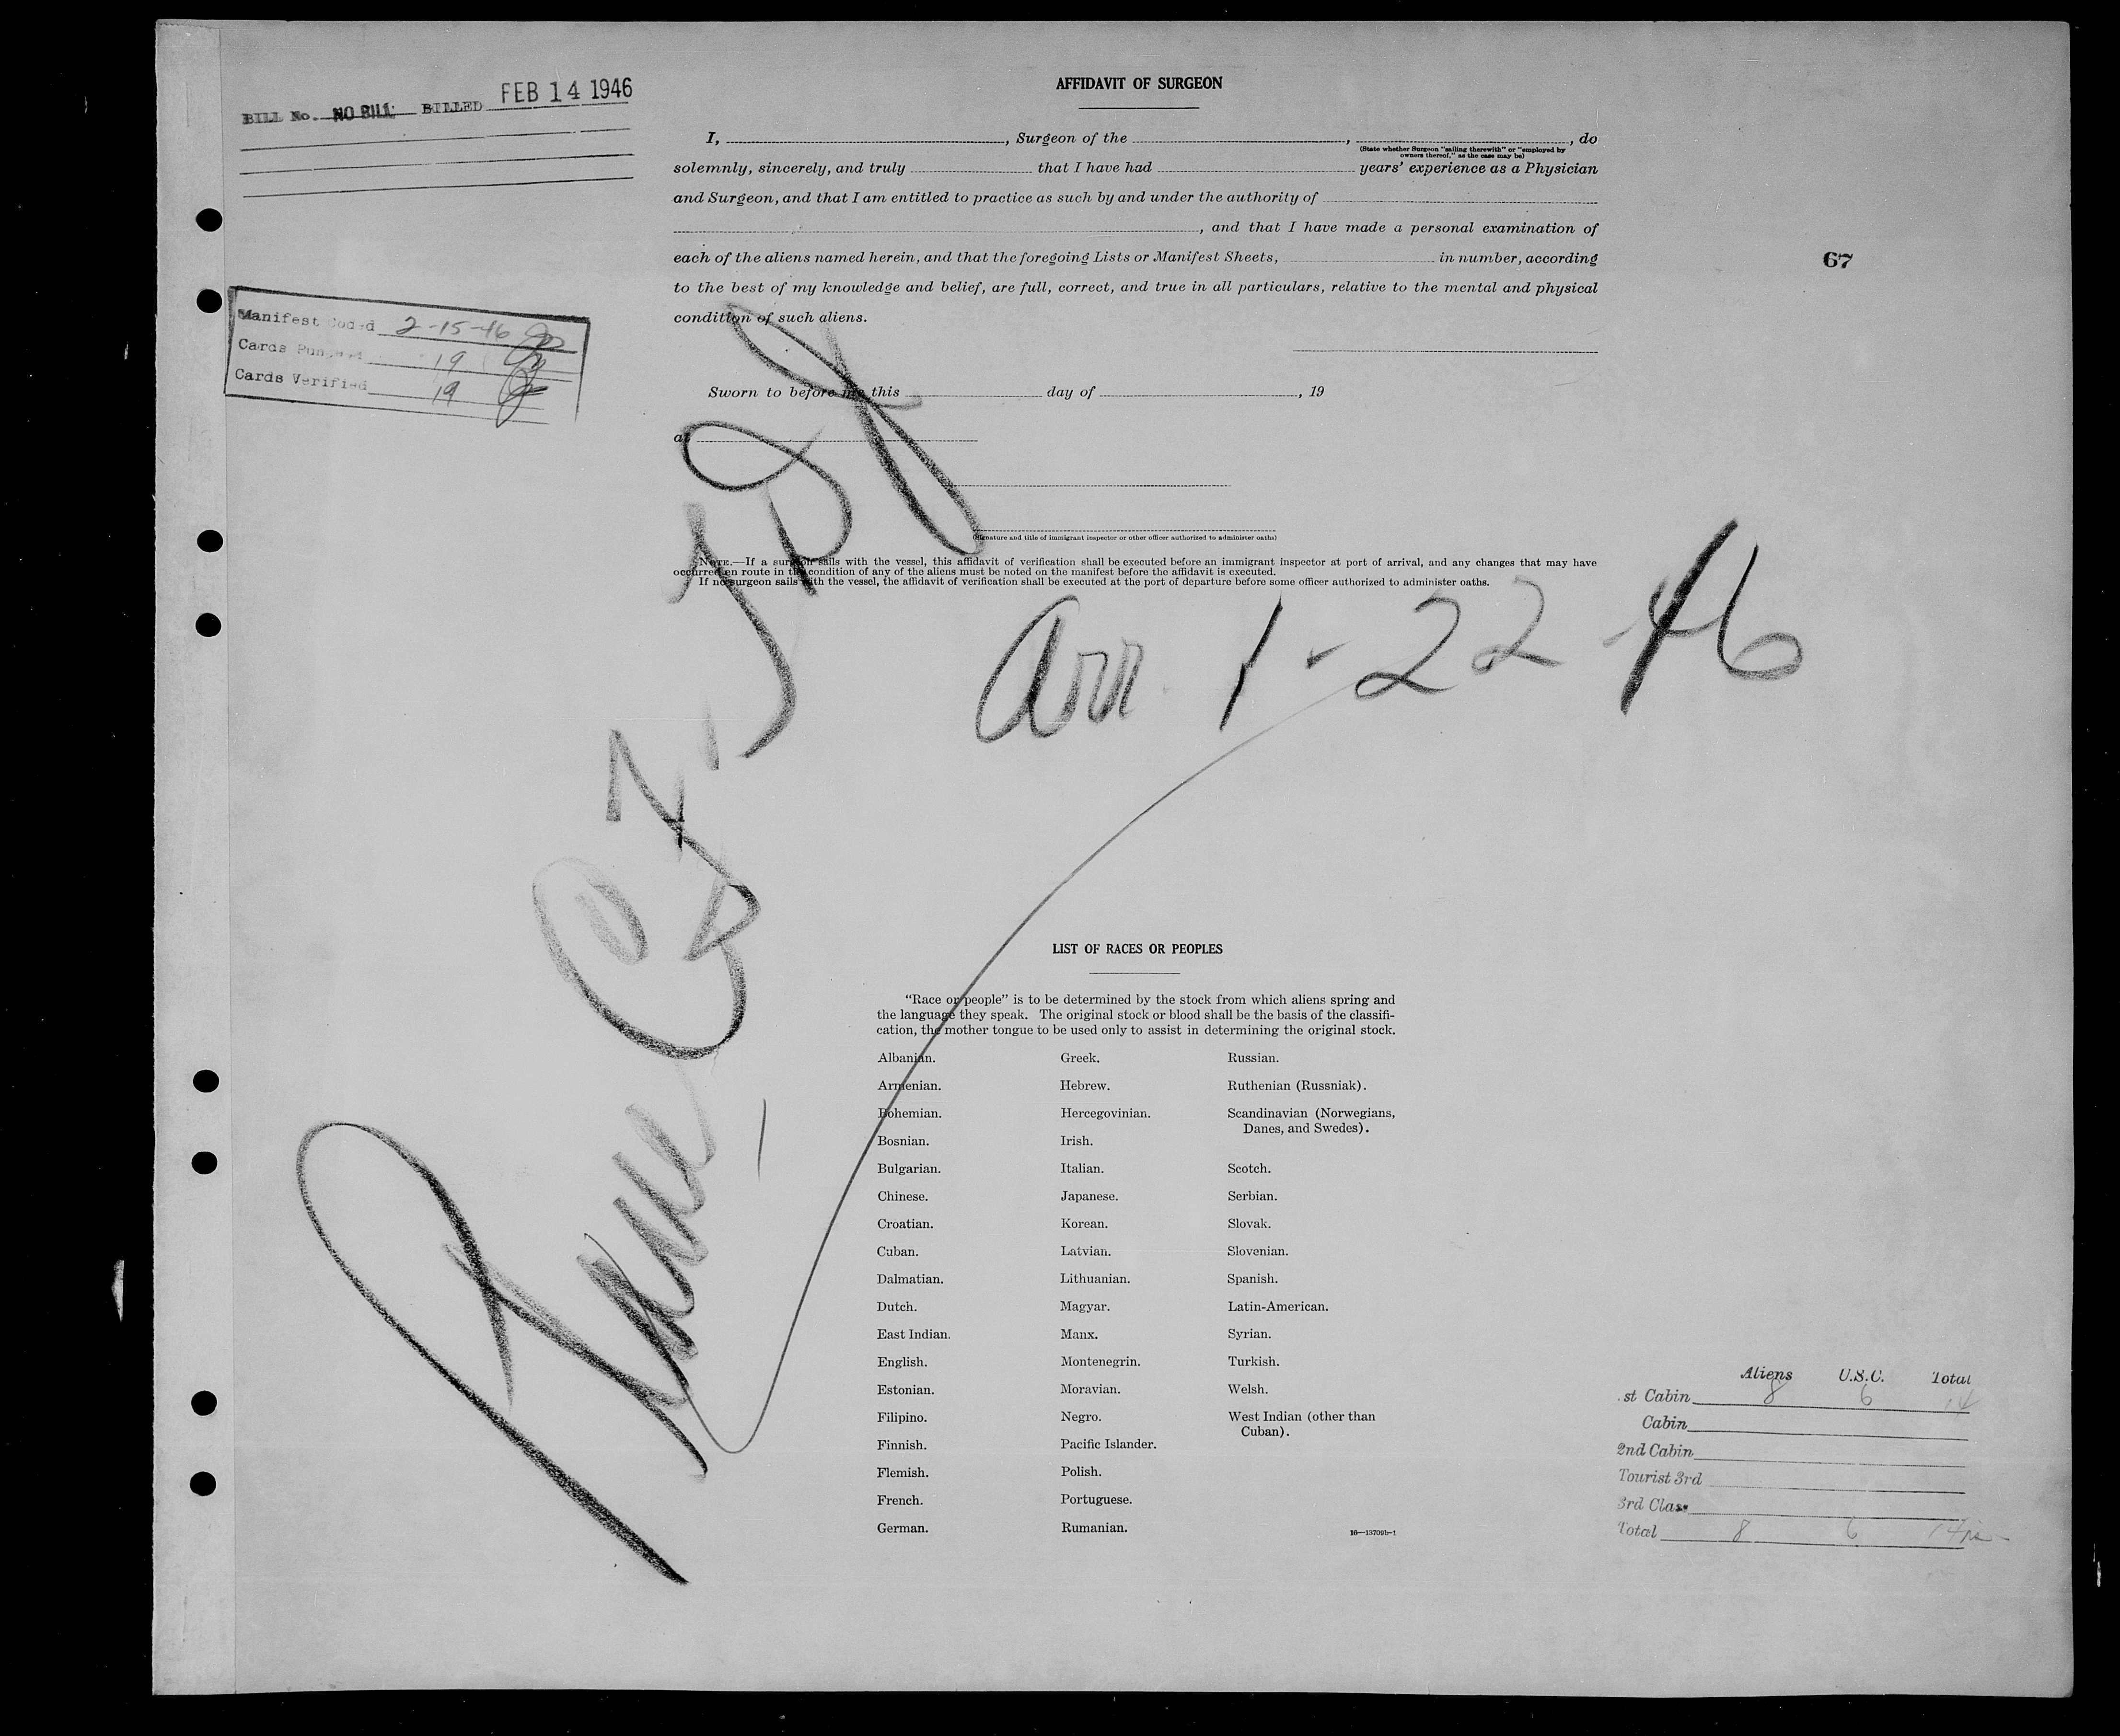 BILL No. NO BILL BILLED FEB 14 1946
AFFIDAVIT OF SURGEON
I, , Surgeon of the , , do
(State whether Surgeon "sailing therewith" or "employed by
owners thereof," as the case may be)
solemnly, sincerely, and truly that I have had years' experience as a Physician
and Surgeon, and that I am entitled to practice as such by and under the authority of
, and that I have made a personal examination of
each of the aliens named herein, and that the foregoing Lists or Manifest Sheets, in number, according
to the best of my knowledge and belief, are full, correct, and true in all particulars, relative to the mental and physical
condition of such aliens.
67
Manifest Coded 2-15-46
Cards Punched 19
Cards Verified 19
Sworn to before me this day of , 19
at
(Signature and title of immigrant inspector or other officer authorized to administer oaths)
NOTE.—If a surgeon sails with the vessel, this affidavit of verification shall be executed before an immigrant inspector at port of arrival, and any changes that may have
occurred en route in the condition of any of the aliens must be noted on the manifest before the affidavit is executed.
If no surgeon sails with the vessel, the affidavit of verification shall be executed at the port of departure before some officer authorized to administer oaths.
Arr 1-22-46
LIST OF RACES OR PEOPLES
"Race or people" is to be determined by the stock from which aliens spring and
the language they speak. The original stock or blood shall be the basis of the classifi-
cation, the mother tongue to be used only to assist in determining the original stock.
Albanian. Greek. Russian.
Armenian. Hebrew. Ruthenian (Russniak).
Bohemian. Hercegovinian. Scandinavian (Norwegians,
Danes, and Swedes).
Bosnian. Irish.
Bulgarian. Italian. Scotch.
Chinese. Japanese. Serbian.
Croatian. Korean. Slovak.
Cuban. Latvian. Slovenian.
Dalmatian. Lithuanian. Spanish.
Dutch. Magyar. Latin-American.
East Indian. Manx. Syrian.
English. Montenegrin. Turkish.
Estonian. Moravian. Welsh.
Filipino. Negro. West Indian (other than
Cuban).
Finnish. Pacific Islander.
Flemish. Polish.
French. Portuguese.
German. Rumanian.
16—13709b-1
Aliens U.S.C. Total
st Cabin 8 6 14
Cabin
2nd Cabin
Tourist 3rd
3rd Class
Total 8 6 14